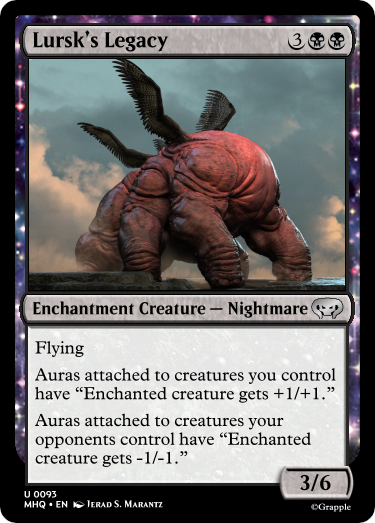 Lursk's Legacy 3
Enchantment Creature — Nightmare
Flying
Auras attached to creatures you control
have “Enchanted creature gets +1/+1.”
Auras attached to creatures your
opponents control have “Enchanted
creature gets -1/-1.”
3/6
U 0093
MHQ • EN JERAD S. MARANTZ
©Grapple